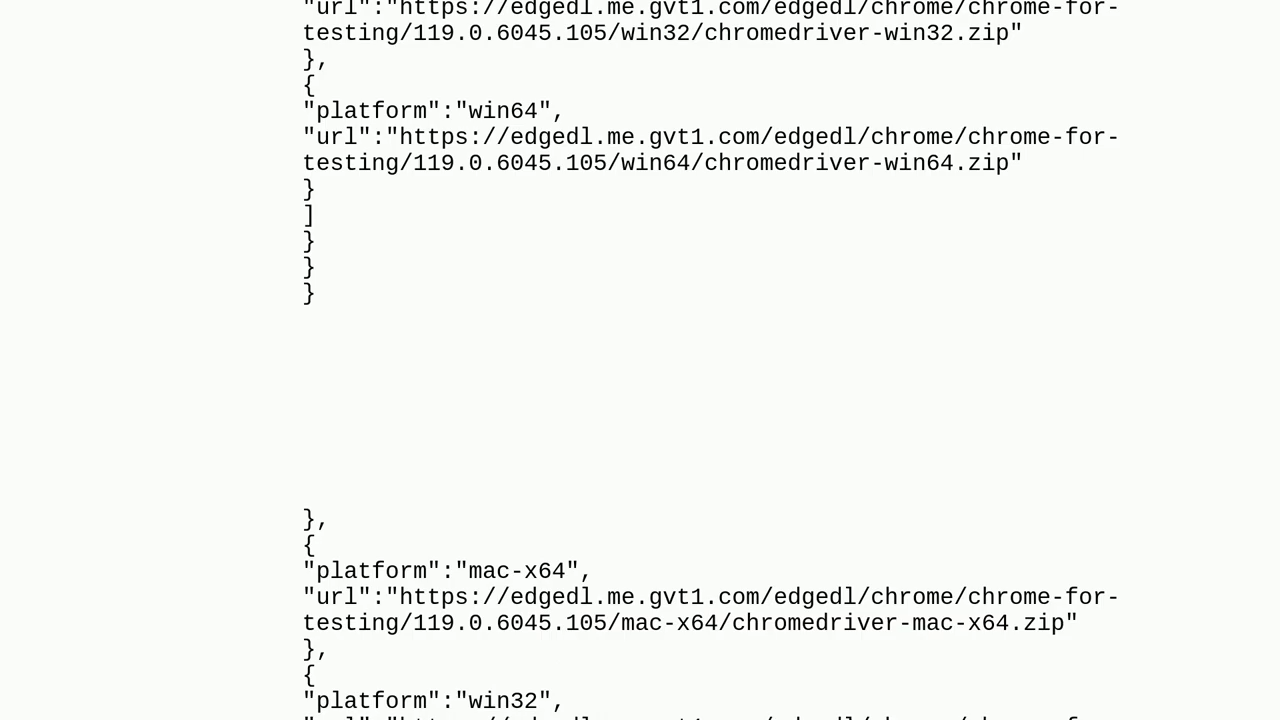 "url":"https://edgedl.me.gvt1.com/edgedl/chrome/chrome-for-
testing/119.0.6045.105/win32/chromedriver-win32.zip"
},
{
"platform":"win64",
"url":"https://edgedl.me.gvt1.com/edgedl/chrome/chrome-for-
testing/119.0.6045.105/win64/chromedriver-win64.zip"
}
]
}
}
}
},
{
"platform":"mac-x64",
"url":"https://edgedl.me.gvt1.com/edgedl/chrome/chrome-for-
testing/119.0.6045.105/mac-x64/chromedriver-mac-x64.zip"
},
{
"platform":"win32",